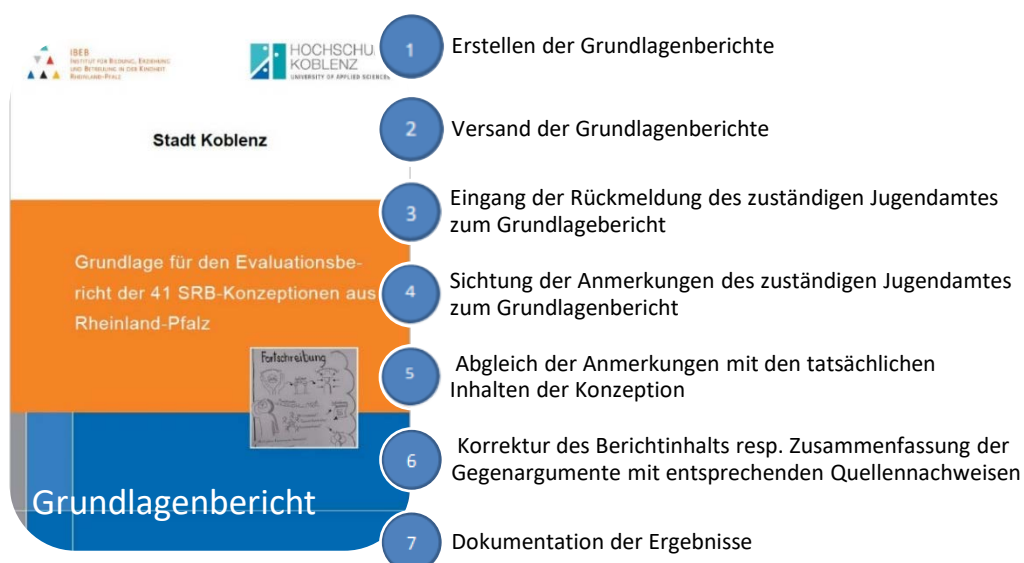 IBEB
INSTITUT FÜR BILDUNG, ERZIEHUNG
UND BETREUUNG IN DER KINDHEIT
RHEINLAND-PFALZ
HOCHSCHU
KOBLENZ
UNIVERSITY OF APPLIED SCIENCES
Stadt Koblenz
Grundlage für den Evaluationsbe-
richt der 41 SRB-Konzeptionen aus
Rheinland-Pfalz
Fortschreibung
Grundlagenbericht
1
Erstellen der Grundlagenberichte
2
Versand der Grundlagenberichte
3
Eingang der Rückmeldung des zuständigen Jugendamtes
zum Grundlagebericht
4
Sichtung der Anmerkungen des zuständigen Jugendamtes
zum Grundlagenbericht
5
Abgleich der Anmerkungen mit den tatsächlichen
Inhalten der Konzeption
6
Korrektur des Berichtinhalts resp. Zusammenfassung der
Gegenargumente mit entsprechenden Quellennachweisen
7
Dokumentation der Ergebnisse